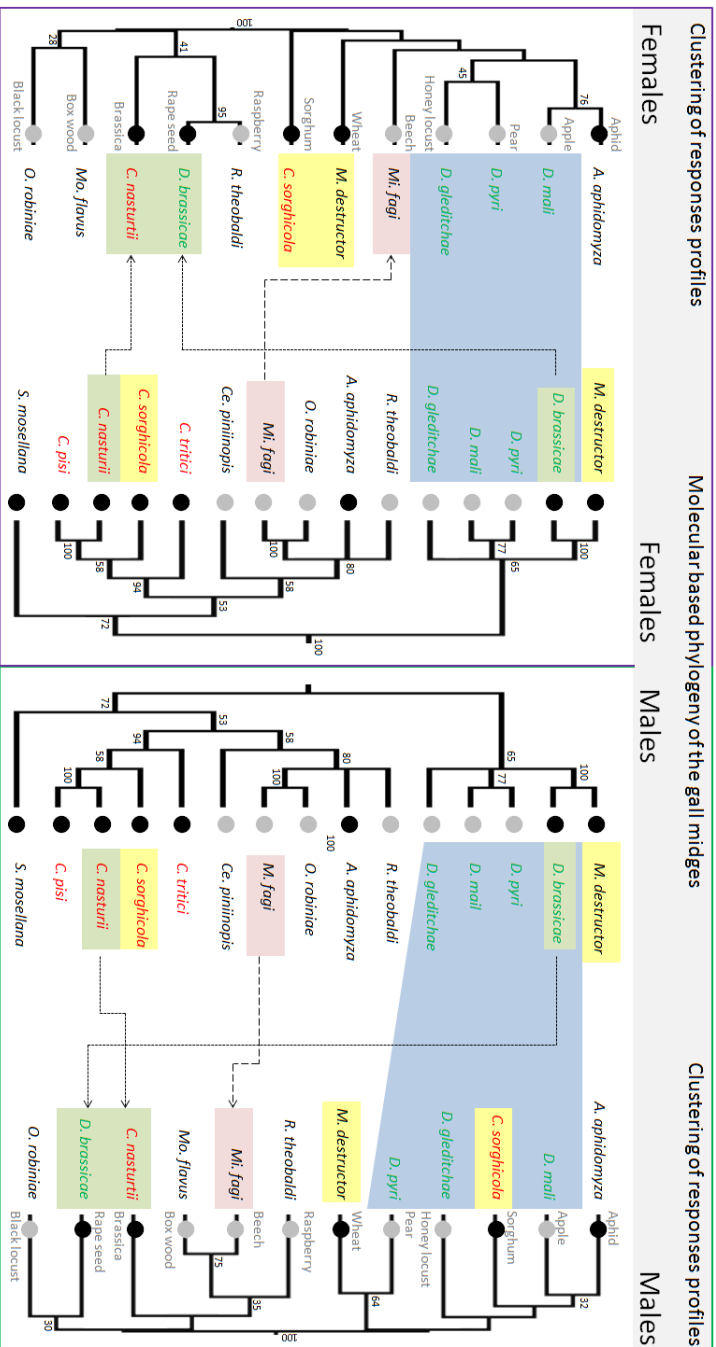 Clustering of responses profiles
Molecular based phylogeny of the gall midges
Clustering of responses profiles
Females
Females
Males
Males
100
76
45
95
41
28
Aphid
Apple
Pear
Honey locust
Beech
Wheat
Sorghum
Raspberry
Rape seed
Brassica
Box wood
Black locust
A. aphidomyza
D. mali
D. pyri
D. gleditchae
Mi. fagi
M. destructor
C. sorghicola
R. theobaldi
D. brassicae
C. nasturtii
Mo. flavus
O. robiniae
M. destructor
D. brassicae
D. pyri
D. mali
D. gleditchae
R. theobaldi
A. aphidomyza
O. robiniae
Mi. fagi
Ce. piniinopis
C. tritici
C. sorghicola
C. nasturii
C. pisi
S. mosellana
100
77
65
80
100
58
53
94
58
100
72
100
100
65
77
80
100
58
53
94
58
100
72
100
M. destructor
D. brassicae
D. pyri
D. mail
D. gleditchae
R. theobaldi
A. aphidomyza
O. robiniae
M. fagi
Ce. piniinopis
C. tritici
C. sorghicola
C. nasturii
C. pisi
S. mosellana
A. aphidomyza
D. mali
C. sorghicola
D. gleditchae
D. pyri
M. destructor
R. theobaldi
Mi. fagi
Mo. flavus
C. nasturtii
D. brassicae
O. robiniae
Aphid
Apple
Sorghum
Honey locust
Pear
Wheat
Raspberry
Beech
Box wood
Brassica
Rape seed
Black locust
32
64
35
75
30
100